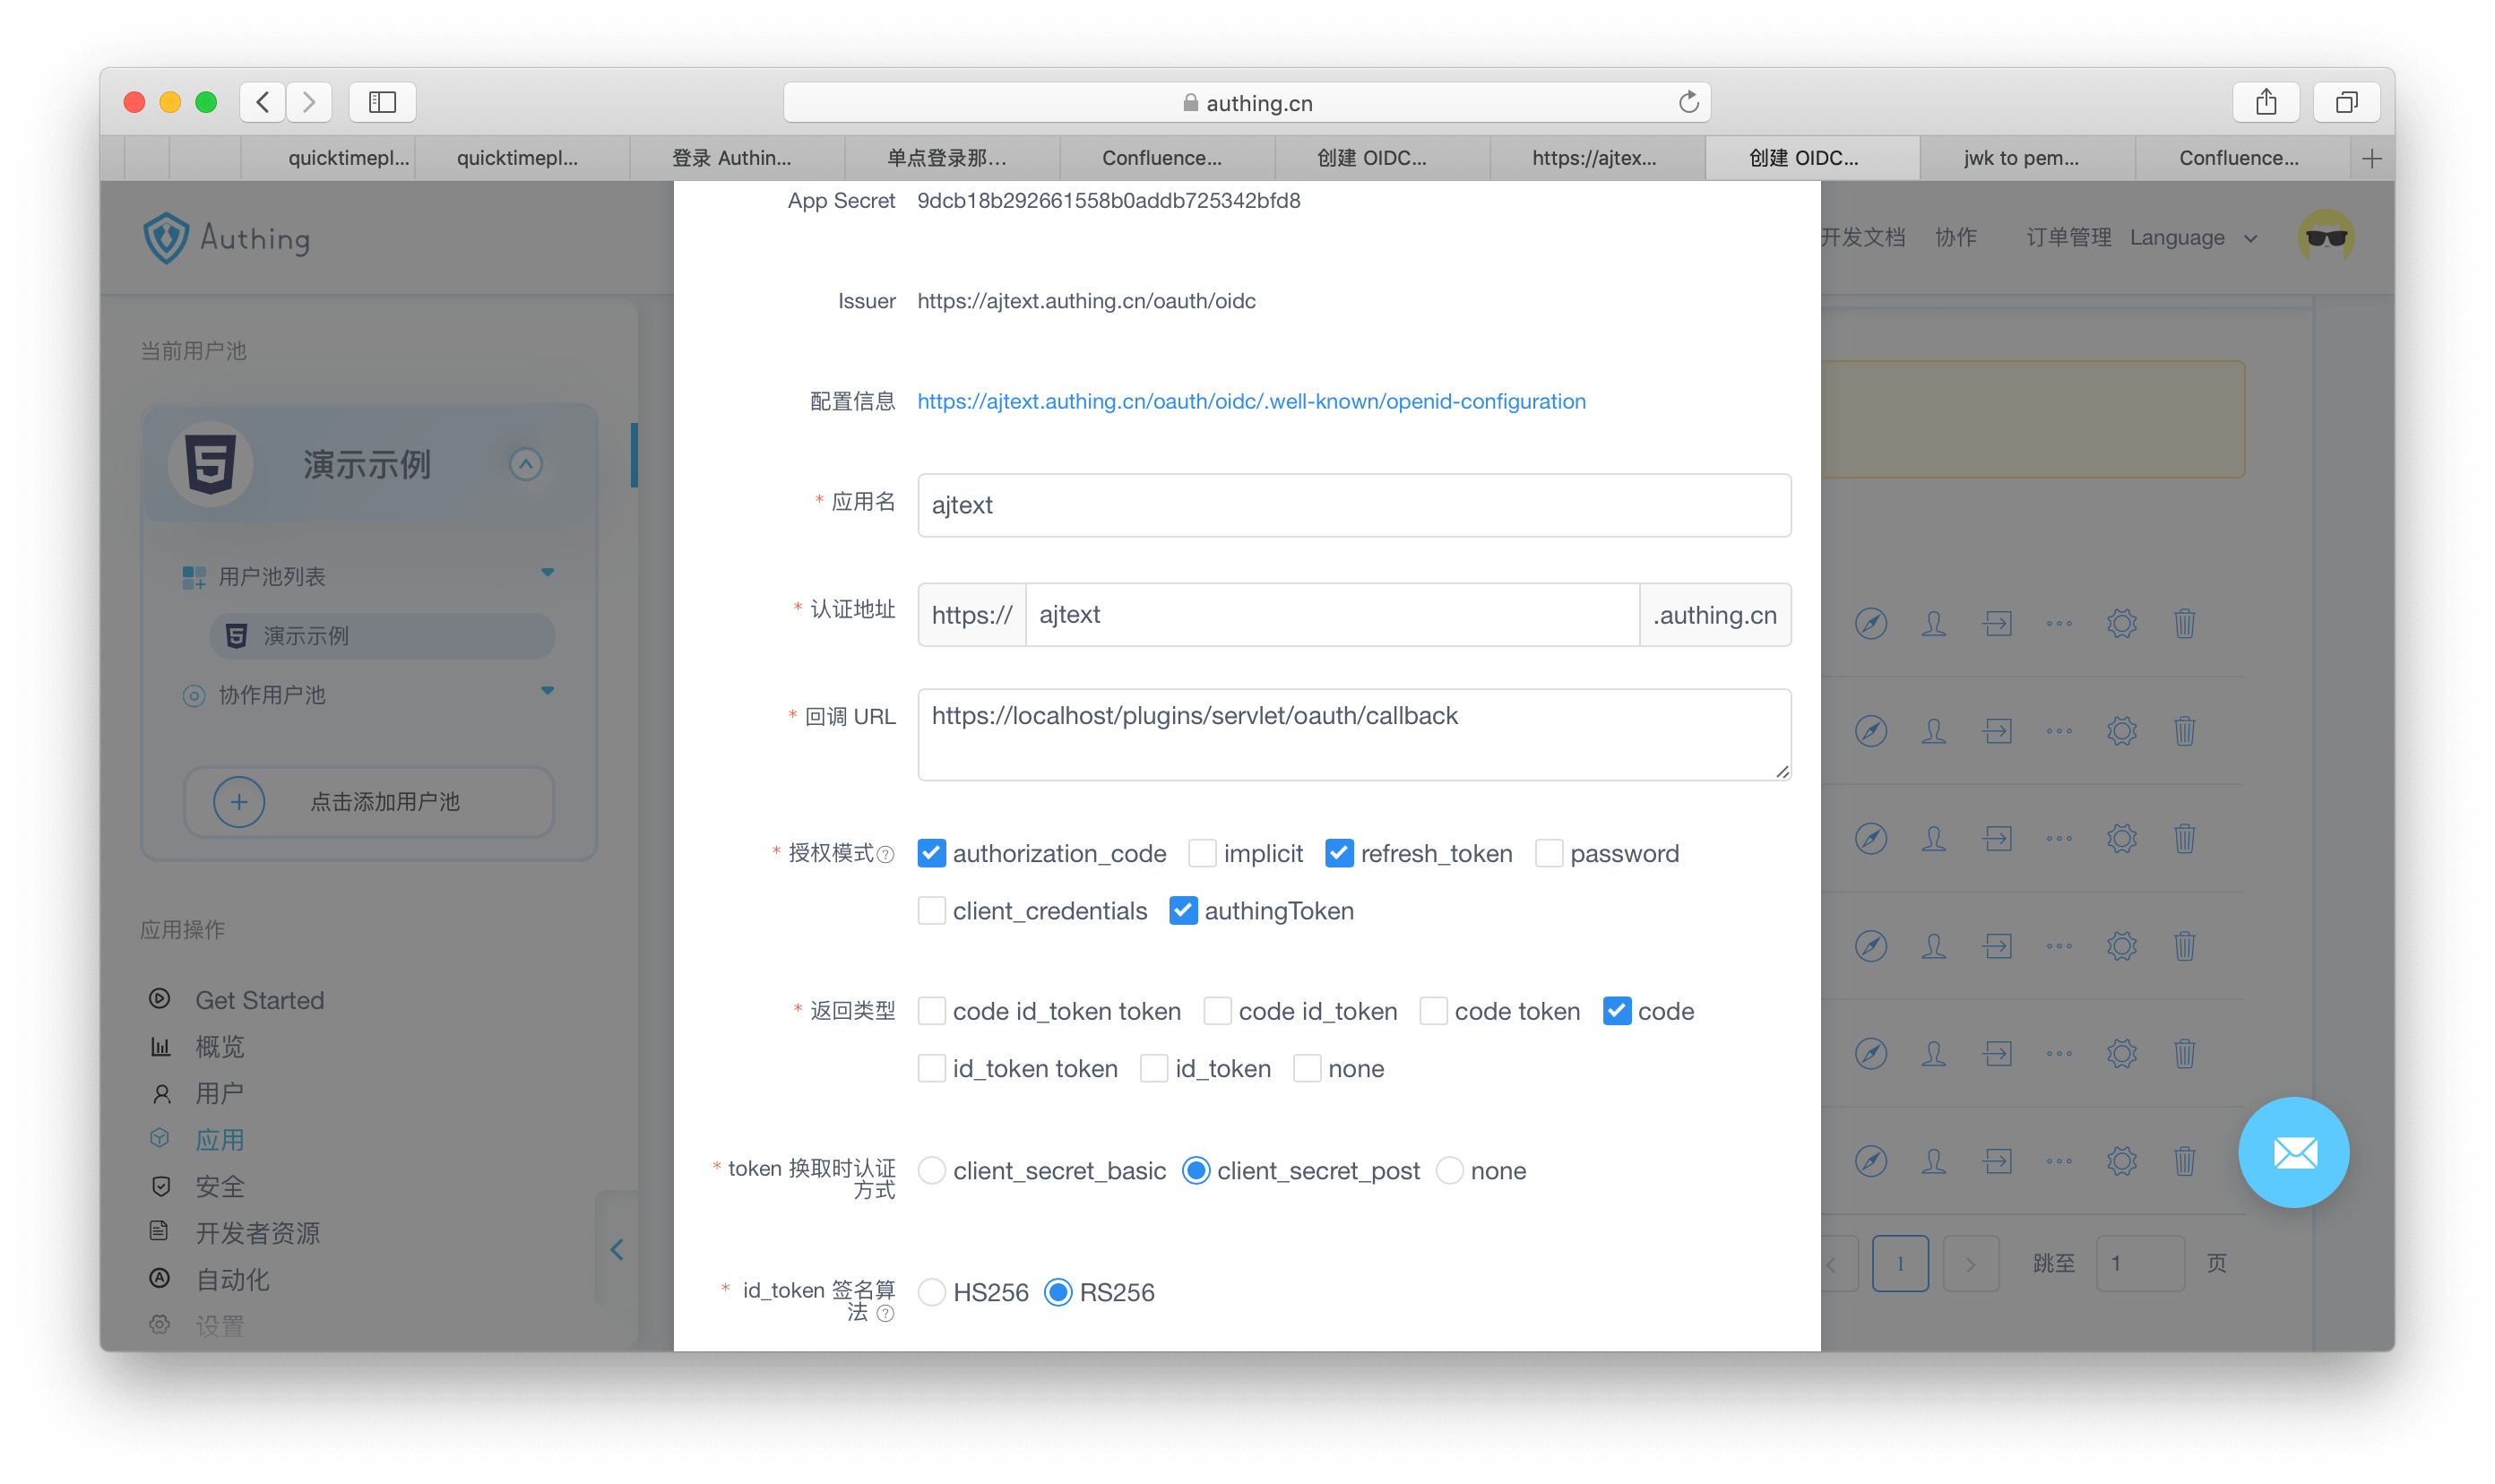 authing.cn
quicktimepl...
quicktimepl...
登录 Authin...
单点登录那...
Confluence...
创建 OIDC...
https://ajtex...
创建 OIDC...
jwk to pem...
Confluence...
Authing
开发文档
协作
订单管理
Language
当前用户池
演示示例
用户池列表
演示示例
协作用户池
点击添加用户池
应用操作
Get Started
概览
用户
应用
安全
开发者资源
自动化
设置
App Secret 9dcb18b292661558b0addb725342bfd8
Issuer https://ajtext.authing.cn/oauth/oidc
配置信息 https://ajtext.authing.cn/oauth/oidc/.well-known/openid-configuration
* 应用名 ajtext
* 认证地址 https:// ajtext .authing.cn
* 回调 URL https://localhost/plugins/servlet/oauth/callback
* 授权模式 authorization_code implicit refresh_token password
client_credentials authingToken
* 返回类型 code id_token token code id_token code token code
id_token token id_token none
* token 换取时认证
方式
client_secret_basic client_secret_post none
* id_token 签名算
法
HS256 RS256
1
跳至 1 页